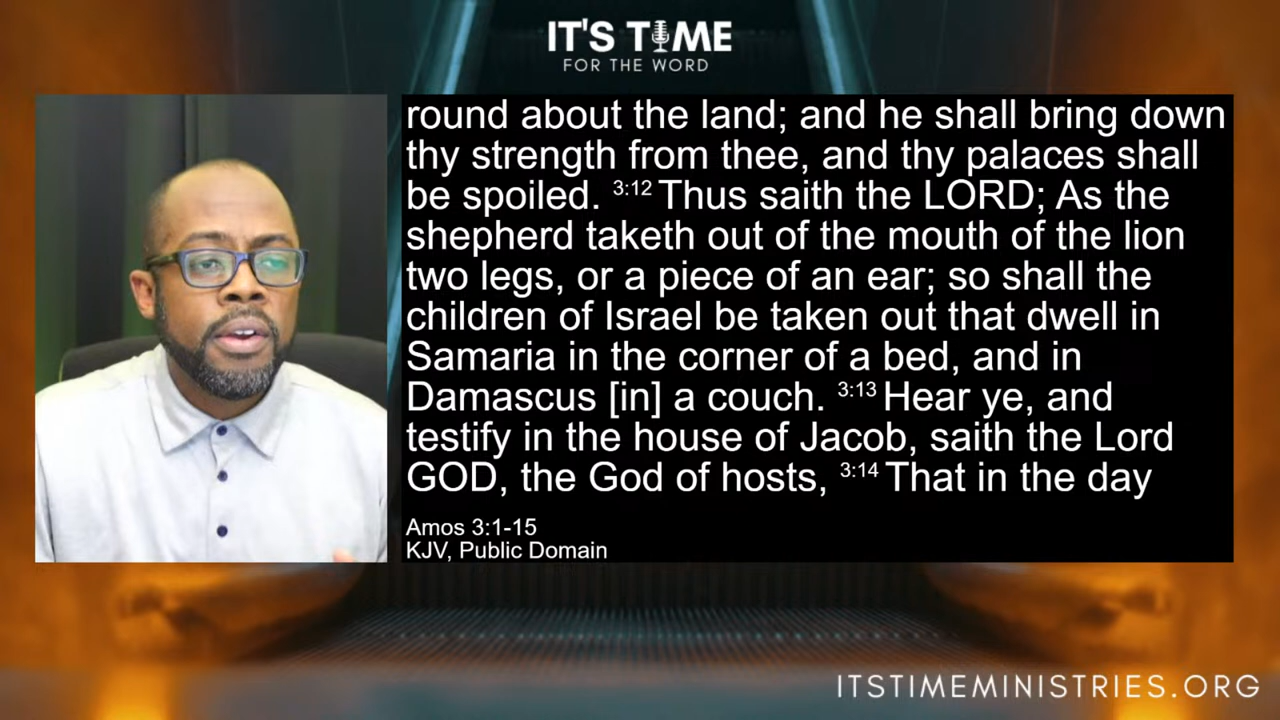 IT'S TIME
FOR THE WORD
round about the land; and he shall bring down
thy strength from thee, and thy palaces shall
be spoiled. 3:12 Thus saith the LORD; As the
shepherd taketh out of the mouth of the lion
two legs, or a piece of an ear; so shall the
children of Israel be taken out that dwell in
Samaria in the corner of a bed, and in
Damascus [in] a couch. 3:13 Hear ye, and
testify in the house of Jacob, saith the Lord
GOD, the God of hosts, 3:14 That in the day
Amos 3:1-15
KJV, Public Domain
ITSTIMEMINISTRIES.ORG